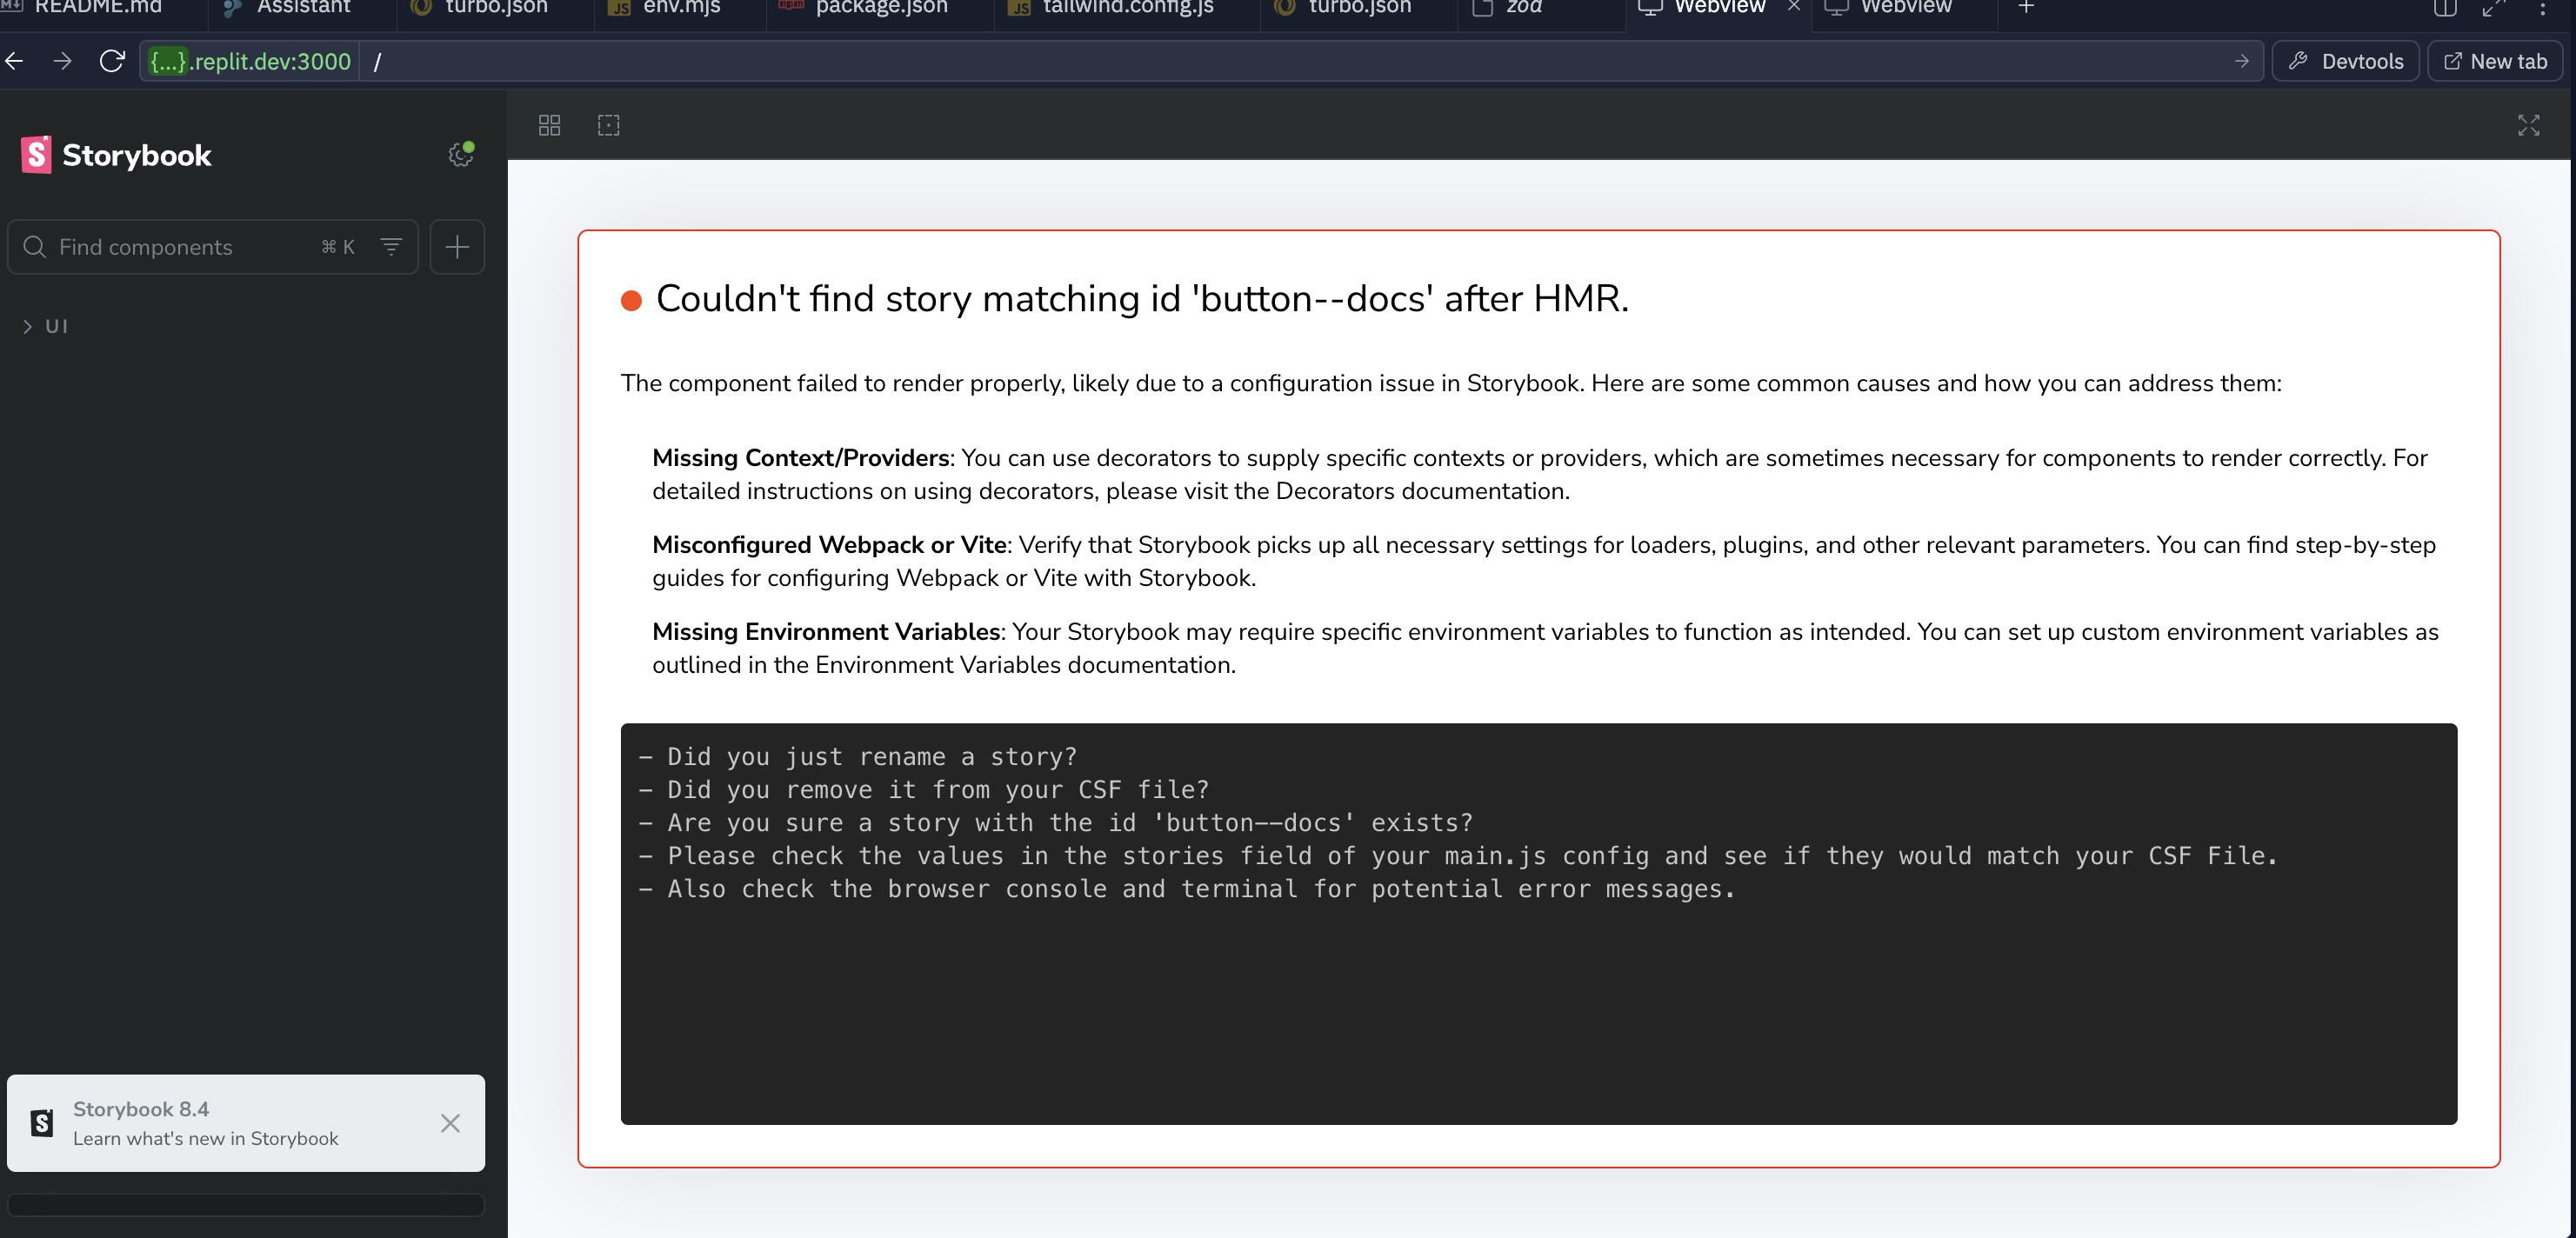 README.md
Assistant
turbo.json
env.mjs
package.json
tailwind.config.js
turbo.json
zod
Webview
Webview
{...}.replit.dev:3000 /
Devtools
New tab
Storybook
Find components ⌘ K
UI
Couldn't find story matching id 'button--docs' after HMR.
The component failed to render properly, likely due to a configuration issue in Storybook. Here are some common causes and how you can address them:
Missing Context/Providers: You can use decorators to supply specific contexts or providers, which are sometimes necessary for components to render correctly. For
detailed instructions on using decorators, please visit the Decorators documentation.
Misconfigured Webpack or Vite: Verify that Storybook picks up all necessary settings for loaders, plugins, and other relevant parameters. You can find step-by-step
guides for configuring Webpack or Vite with Storybook.
Missing Environment Variables: Your Storybook may require specific environment variables to function as intended. You can set up custom environment variables as
outlined in the Environment Variables documentation.
– Did you just rename a story?
– Did you remove it from your CSF file?
– Are you sure a story with the id 'button--docs' exists?
– Please check the values in the stories field of your main.js config and see if they would match your CSF File.
– Also check the browser console and terminal for potential error messages.
Storybook 8.4
Learn what's new in Storybook